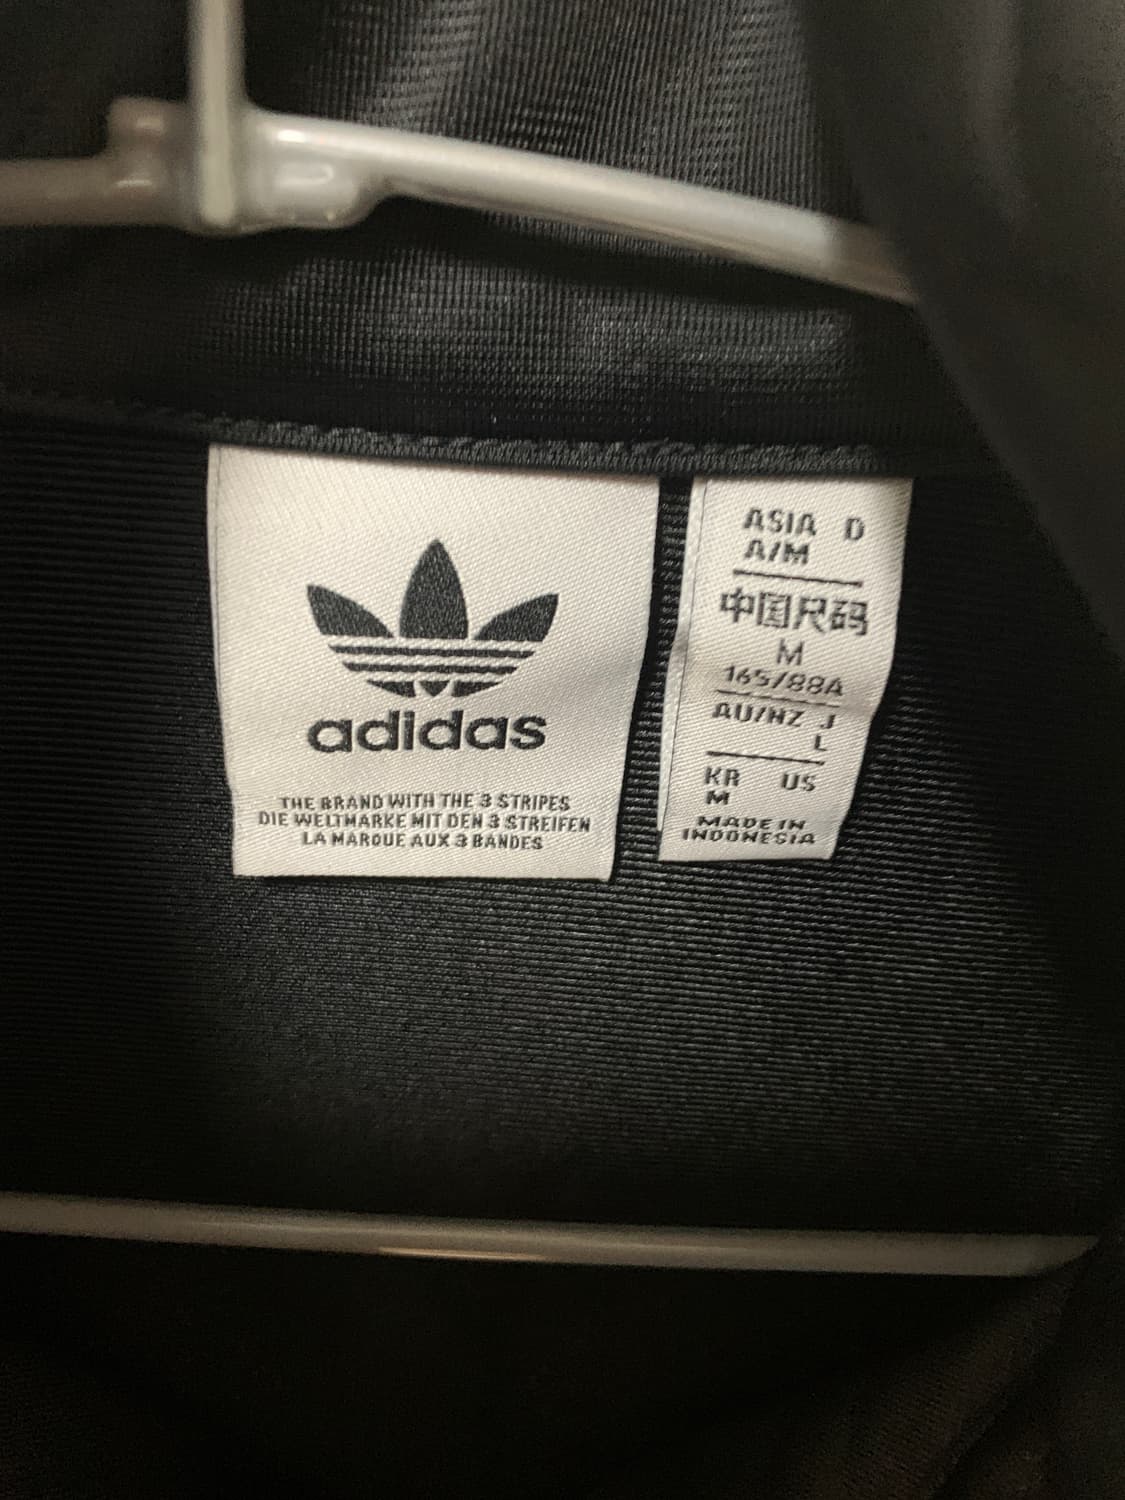 adidas
THE BRAND WITH THE 3 STRIPES
DIE WELTMARKE MIT DEN 3 STREIFEN
LA MARQUE AUX 3 BANDES
ASIA D
A/M
中国尺码
M
165/88A
AU/NZ J
L
KR US
M
MADE IN
INDONESIA